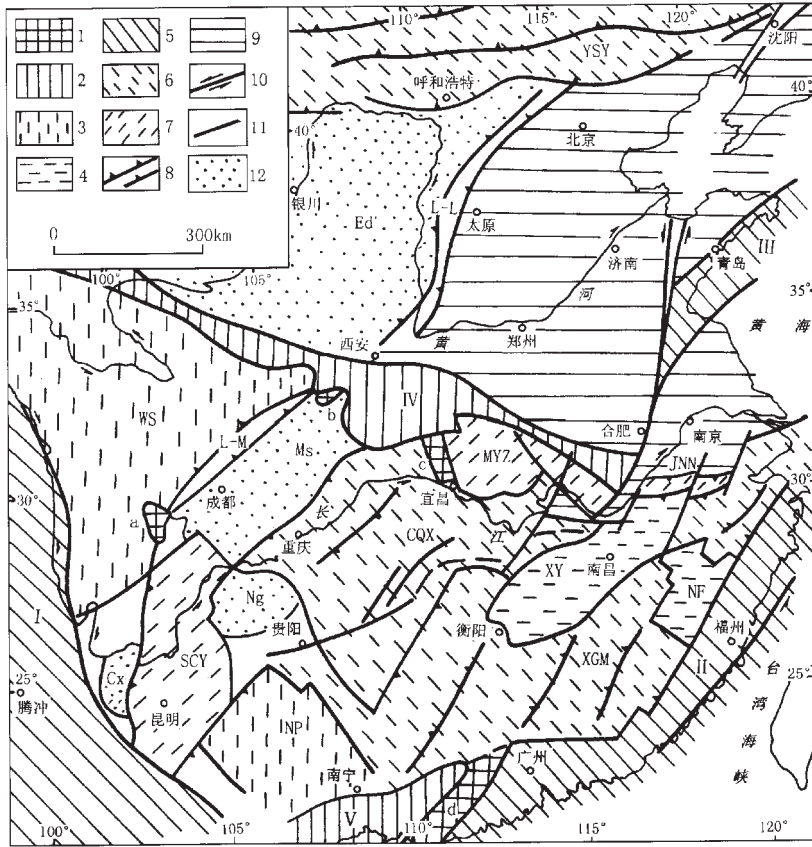 110°
115°
120°
1
5
9
2
6
10
3
7
11
4
8
12
0
300km
YSY
沈阳
呼和浩特
40°
40°
北京
银川
Ed
L-L
太原
济南
III
青岛
100°
105°
35°
35°
河
黄
郑州
黄
海
西安
IV
b
WS
L-M
Ms
合肥
南京
c
MYZ
JNN
30°
30°
成都
宜昌
a
长
重庆
CQX
江
XY
南昌
NF
Ng
I
贵阳
衡阳
福州
SCY
XGM
II
Cx
25°
25°
台
湾
海
峡
腾冲
昆明
NP
南宁
广州
d
V
100°
105°
110°
115°
120°